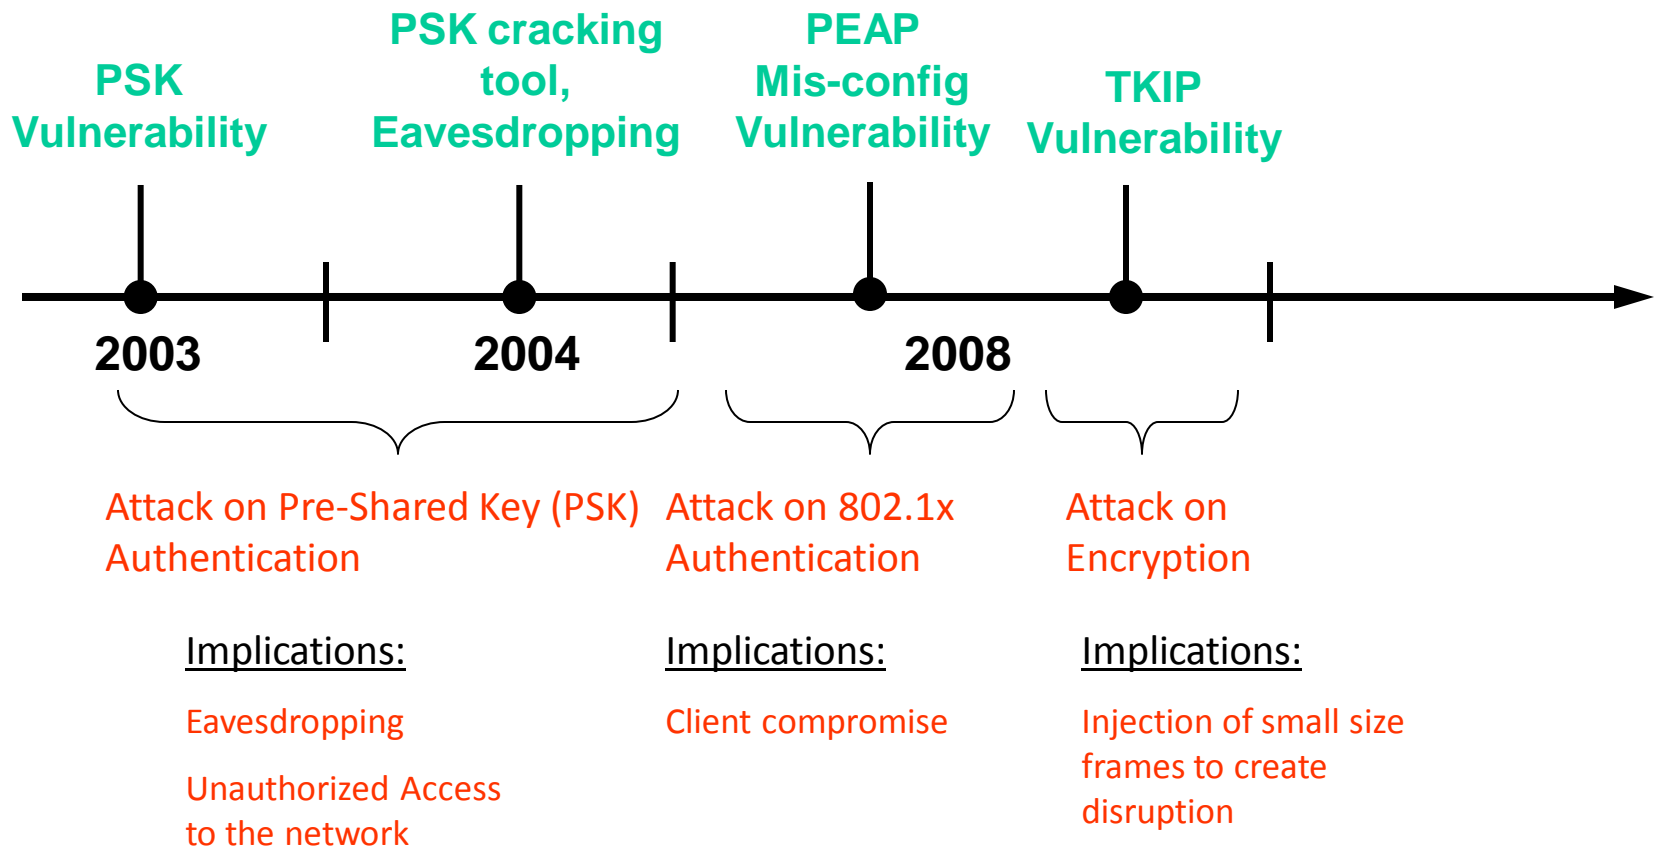 PSK
Vulnerability
PSK cracking
tool,
Eavesdropping
PEAP
Mis-config
Vulnerability
TKIP
Vulnerability
2003
2004
2008
Attack on Pre-Shared Key (PSK)
Authentication
Attack on 802.1x
Authentication
Attack on
Encryption
Implications:
Eavesdropping
Unauthorized Access
to the network
Implications:
Client compromise
Implications:
Injection of small size
frames to create
disruption